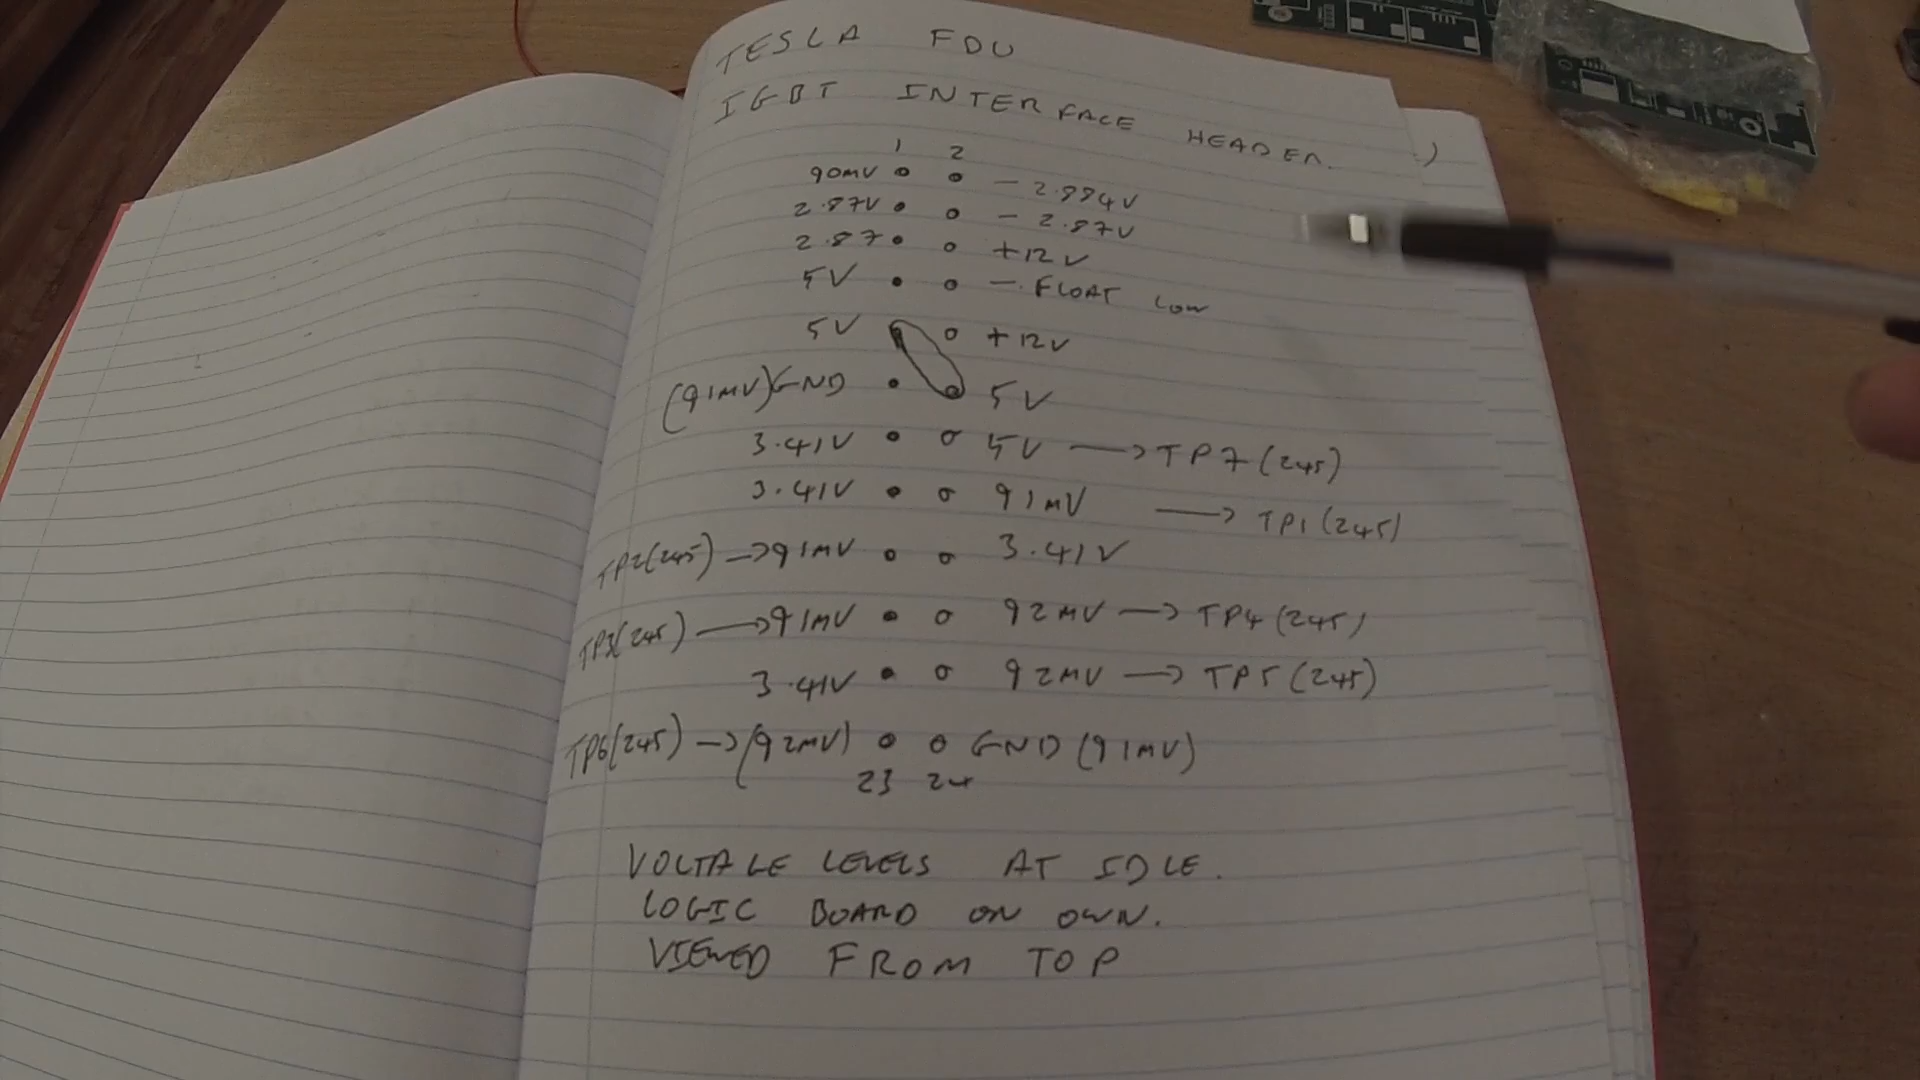 TESLA FDU
IGBT INTERFACE HEADER.
1 2
90mV - 2.994V
2.87V - 2.87V
2.87 +12V
5V - FLOAT LOW
5V +12V
(91mV)GND 5V
3.41V 5V → TP7 (245)
3.41V 91mV → TP1 (245)
TP2(245) → 91mV 3.41V
TP3(245) → 91mV 92mV → TP4 (245)
3.41V 92mV → TP5 (245)
TP6(245) → (92mV) GND (91mV)
23 24
VOLTALE LEVELS AT IDLE.
LOGIC BOARD ON OWN.
VIEWED FROM TOP